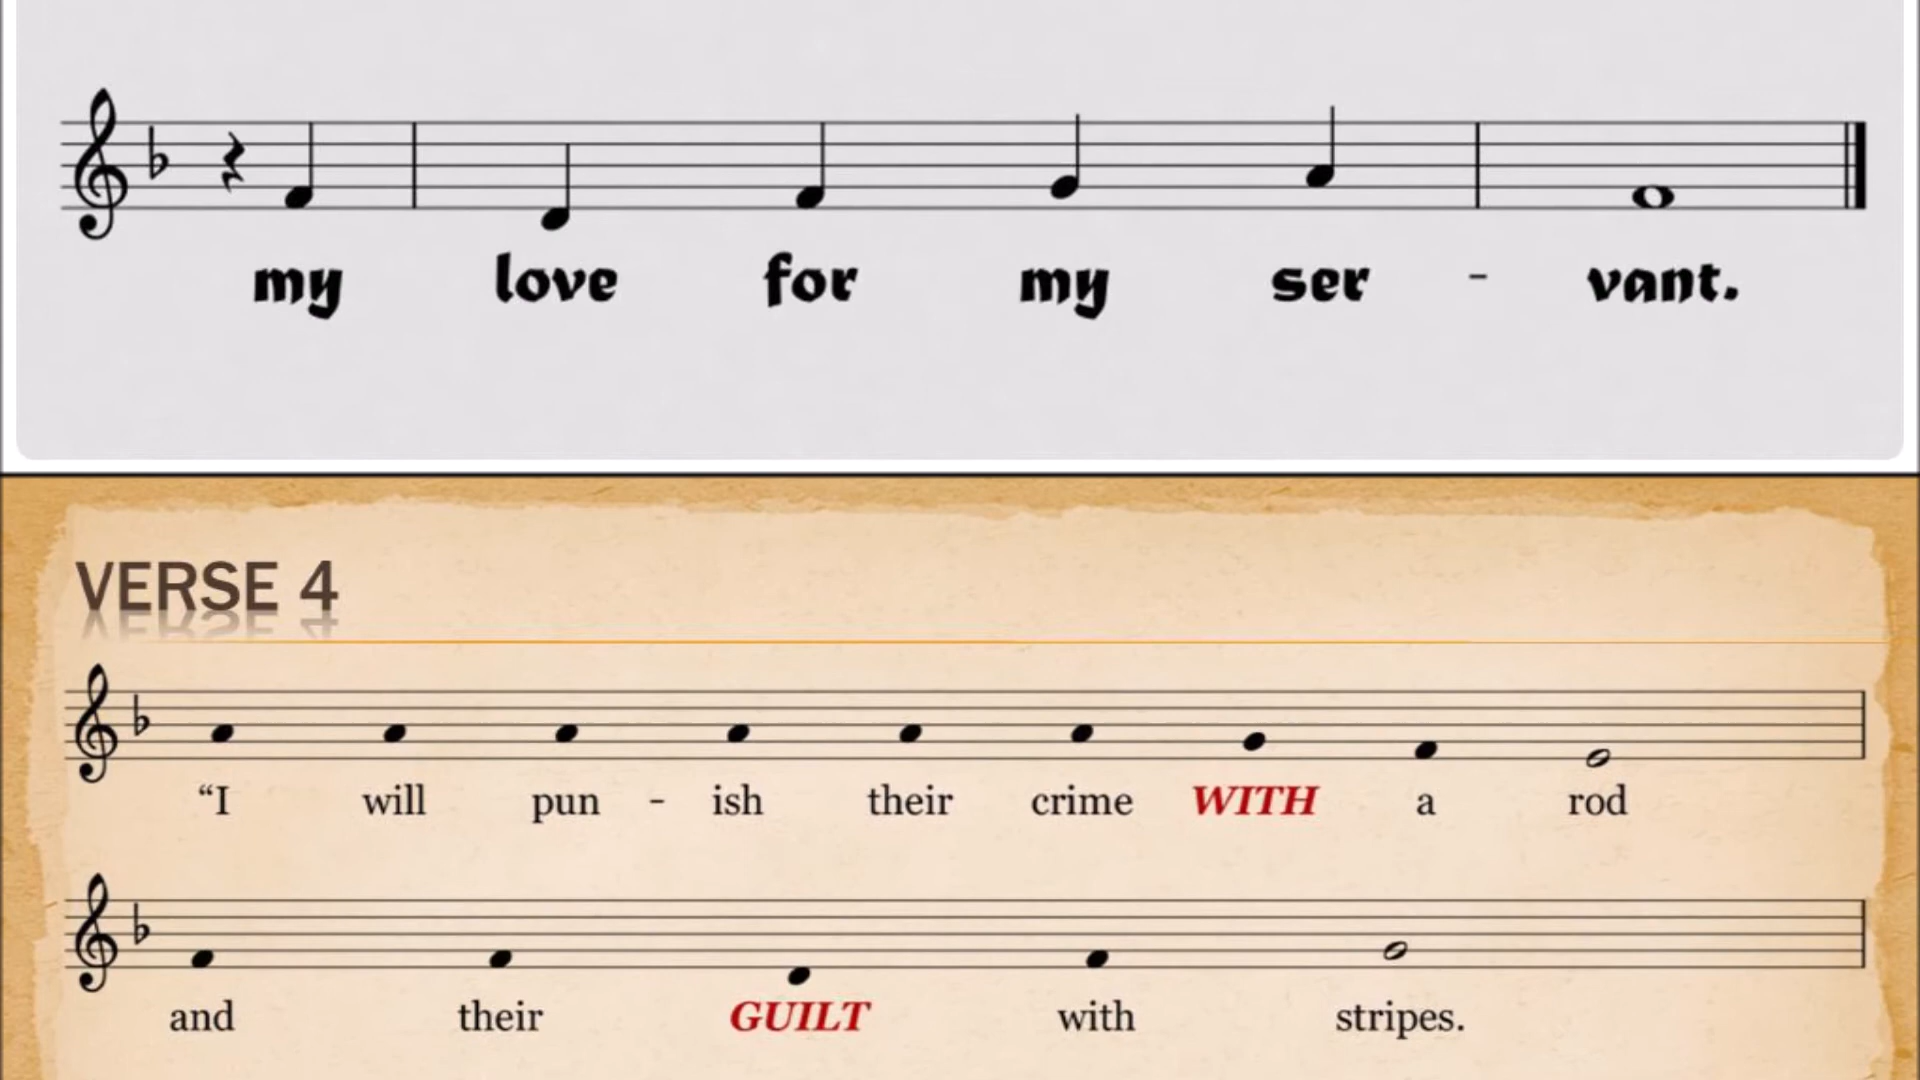 my love for my ser - vant.
VERSE 4
“I will pun - ish their crime WITH a rod
and their GUILT with stripes.